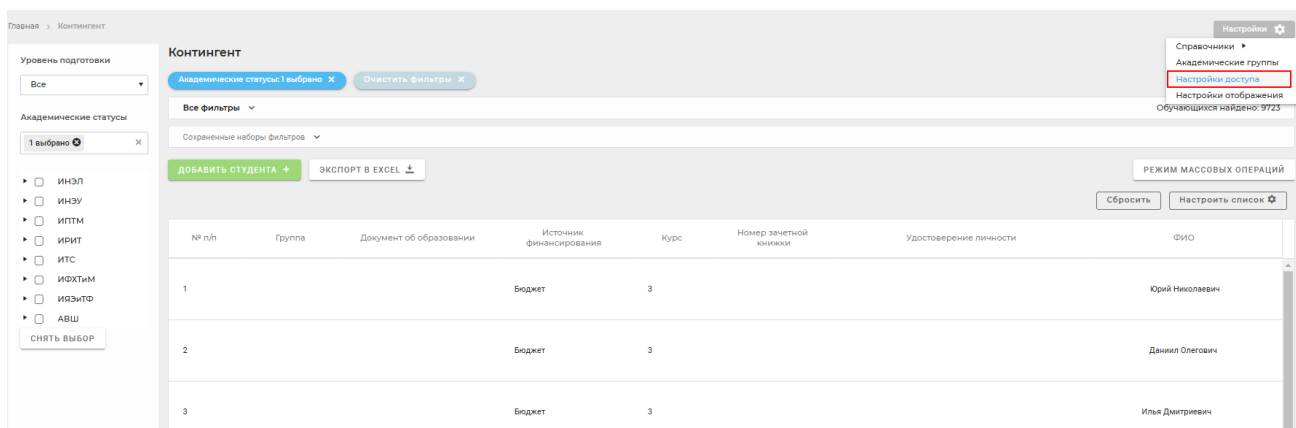 Главная > Контингент
Настройки
Справочники
Академические группы
Настройки доступа
Настройки отображения
Уровень подготовки
Все
Академические статусы
1 выбрано
ИНЭЛ
ИНЭУ
ИПТМ
ИРИТ
ИТС
ИФХТиМ
ИЯЭиТФ
АВШ
СНЯТЬ ВЫБОР
Контингент
Академические статусы: 1 выбрано X
Очистить фильтры X
Все фильтры
Обучающихся найдено: 9723
Сохраненные наборы фильтров
ДОБАВИТЬ СТУДЕНТА +
ЭКСПОРТ В EXCEL
РЕЖИМ МАССОВЫХ ОПЕРАЦИЙ
Сбросить
Настроить список
№ п/п
Группа
Документ об образовании
Источник
финансирования
Курс
Номер зачетной
книжки
Удостоверение личности
ФИО
1 Бюджет 3 Юрий Николаевич
2 Бюджет 3 Даниил Олегович
3 Бюджет 3 Илья Дмитриевич